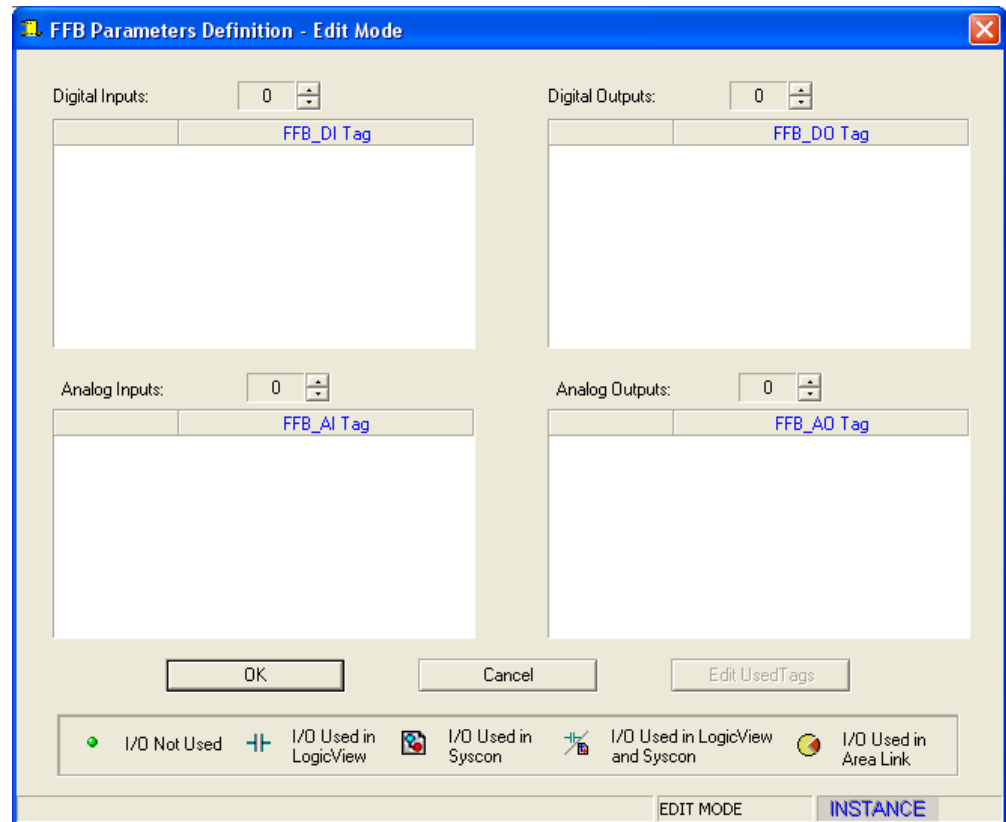 FFB Parameters Definition - Edit Mode
Digital Inputs: 0
Digital Outputs: 0
FFB_DI Tag
FFB_DO Tag
Analog Inputs: 0
Analog Outputs: 0
FFB_AI Tag
FFB_AO Tag
OK
Cancel
Edit UsedTags
I/O Not Used
I/O Used in
LogicView
I/O Used in
Syscon
I/O Used in LogicView
and Syscon
I/O Used in
Area Link
EDIT MODE
INSTANCE